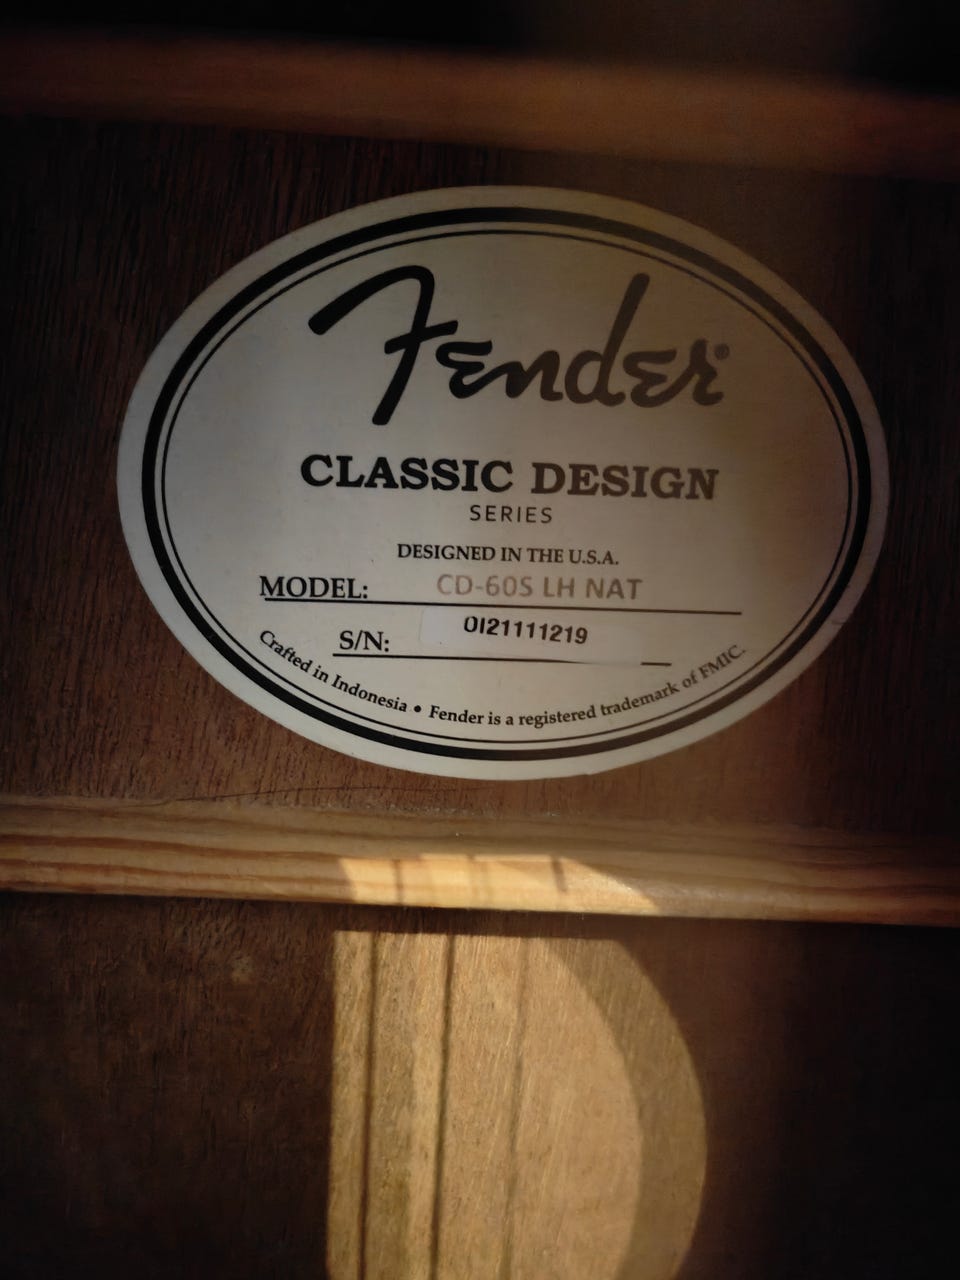 Fender®
CLASSIC DESIGN
SERIES
DESIGNED IN THE U.S.A.
MODEL: CD-60S LH NAT
S/N: OI21111219
Crafted in Indonesia • Fender is a registered trademark of FMIC.